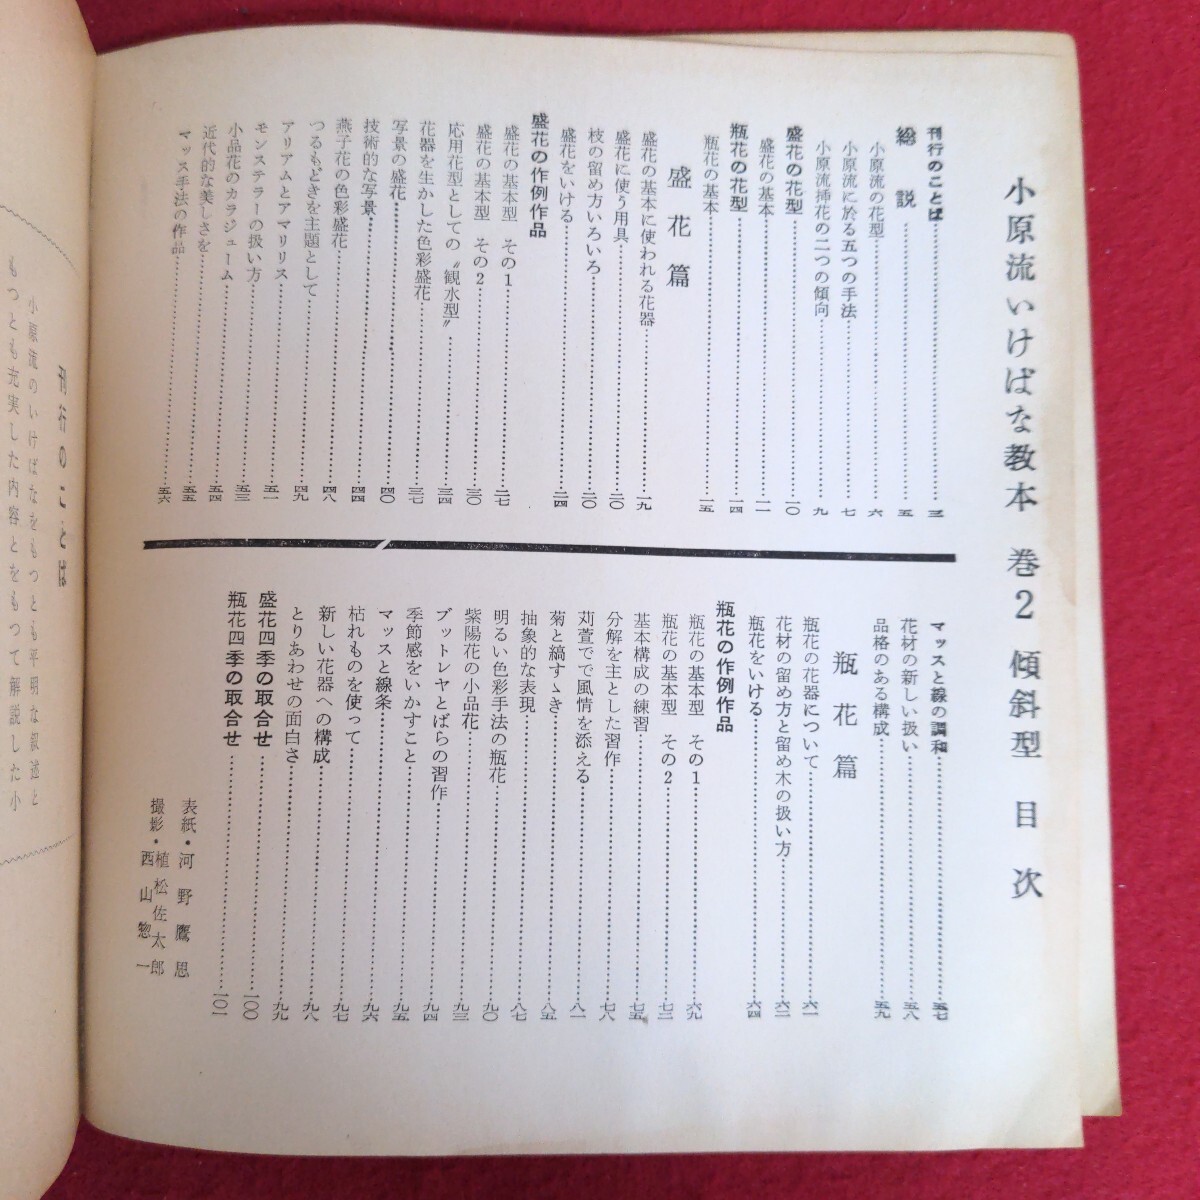 小原流いけばな教本 巻2 傾斜型 目次
刊行のことば……三
総説……五
小原流の花型……六
小原流に於る五つの手法……七
小原流挿花の二つの傾向……九
盛花の花型……一〇
盛花の基本……一一
瓶花の花型……一四
瓶花の基本……一五
盛花篇
盛花の基本に使われる花器……一九
盛花に使う用具……二〇
枝の留め方いろいろ……二〇
盛花をいける……二四
盛花の作例作品
盛花の基本型 その1……二七
盛花の基本型 その2……三〇
応用花型としての〝観水型〟……三四
花器を生かした色彩盛花……三七
写景の盛花……四〇
技術的な写景……四四
燕子花の色彩盛花……四八
つるもどきを主題として……四九
アリアムとアマリリス……五一
モンステラーの扱い方……五三
小品花のカラジューム……五四
近代的な美しさを……五五
マッス手法の作品……五六
マッスと線の調和……五七
花材の新しい扱い……五八
品格のある構成……五九
瓶花篇
瓶花の花器について……六一
花材の留め方と留め木の扱い方……六二
瓶花をいける……六四
瓶花の作例作品
瓶花の基本型 その1……六九
瓶花の基本型 その2……七二
基本構成の練習……七五
分解を主とした習作……七八
苅萱でで風情を添える……八一
菊と縞すゝき……八五
抽象的な表現……八七
明るい色彩手法の瓶花……九〇
紫陽花の小品花……九三
ブットレヤとばらの習作……九四
季節感をいかすこと……九五
マッスと線条……九六
枯れものを使って……九七
新しい花器への構成……九八
とりあわせの面白さ……九九
盛花四季の取合せ……一〇〇
瓶花四季の取合せ……一〇一
表紙・河野鷹思
撮影・植松佐太郎
西山惣一
刊行のことば
小原流のいけばなをもっとも平明な叙述と
もっとも充実した内容とをもつて解説した小